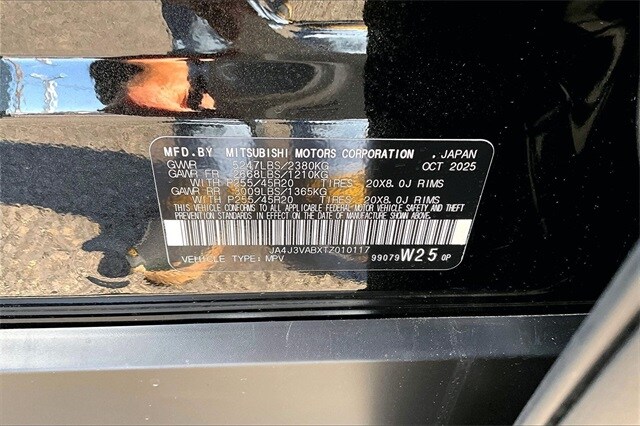 MFD.BY MITSUBISHI MOTORS CORPORATION , JAPAN
GVWR 5247LBS/2380KG OCT 2025
GAWR FR 2668LBS/1210KG
WITH P255/45R20 TIRES, 20X8.0J RIMS
GAWR RR 3009LBS/1365KG
WITH P255/45R20 TIRES, 20X8.0J RIMS
THIS VEHICLE CONFORMS TO ALL APPLICABLE FEDERAL MOTOR VEHICLE SAFETY AND THEFT
PREVENTION STANDARDS IN EFFECT ON THE DATE OF MANUFACTURE SHOWN ABOVE.
JA4J3VABXTZ010117
VEHICLE TYPE: MPV 99079 W25 OP